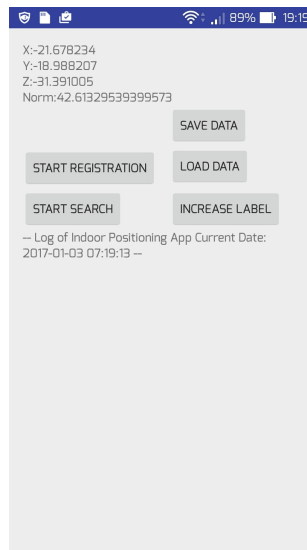 89% 19:19
X:-21.678234
Y:-18.988207
Z:-31.391005
Norm:42.61329539399573
SAVE DATA
START REGISTRATION
LOAD DATA
START SEARCH
INCREASE LABEL
-- Log of Indoor Positioning App Current Date:
2017-01-03 07:19:13 --